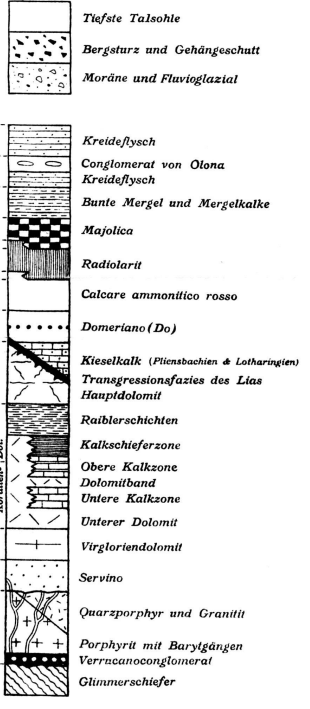 Tiefste Talsohle
Bergsturz und Gehängeschutt
Moräne und Fluvioglazial
Kreideflysch
Conglomerat von Olona
Kreideflysch
Bunte Mergel und Mergelkalke
Majolica
Radiolarit
Calcare ammonitico rosso
Domeriano (Do)
Kieselkalk (Pliensbachien & Lotharingien)
Transgressionsfazies des Lias
Hauptdolomit
Raiblerschichten
Kalkschieferzone
Obere Kalkzone
Dolomitband
Untere Kalkzone
Unterer Dolomit
Virgloriendolomit
Servino
Quarzporphyr und Granitit
Porphyrit mit Barytgängen
Verrucanoconglomerat
Glimmerschiefer